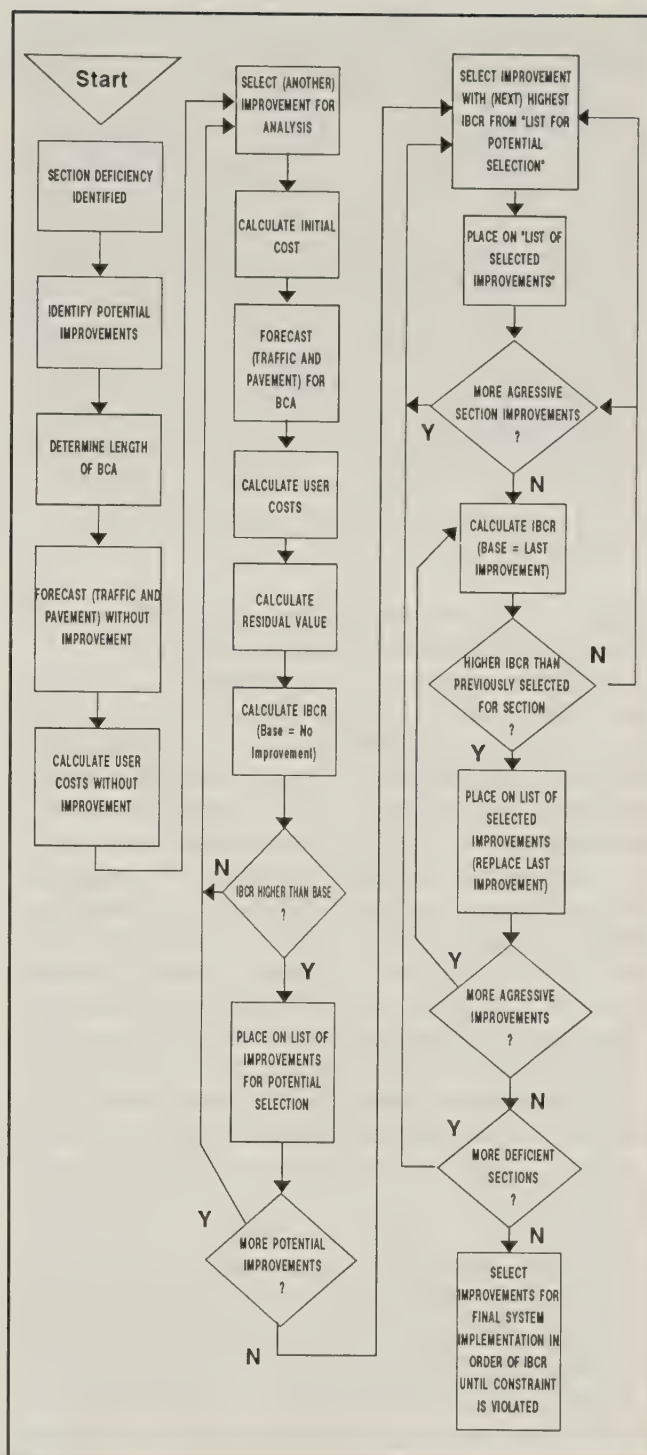 Start
SECTION DEFICIENCY
IDENTIFIED
IDENTIFY POTENTIAL
IMPROVEMENTS
DETERMINE LENGTH
OF BCA
FORECAST (TRAFFIC AND
PAVEMENT) WITHOUT
IMPROVEMENT
CALCULATE USER
COSTS WITHOUT
IMPROVEMENT
SELECT (ANOTHER)
IMPROVEMENT FOR
ANALYSIS
CALCULATE INITIAL
COST
FORECAST
(TRAFFIC AND
PAVEMENT) FOR
BCA
CALCULATE USER
COSTS
CALCULATE
RESIDUAL VALUE
CALCULATE IBCR
(Base = No
Improvement)
N
IBCR HIGHER THAN BASE
?
Y
PLACE ON LIST OF
IMPROVEMENTS
FOR POTENTIAL
SELECTION
Y
MORE POTENTIAL
IMPROVEMENTS
?
N
SELECT IMPROVEMENT
WITH (NEXT) HIGHEST
IBCR FROM "LIST FOR
POTENTIAL
SELECTION"
PLACE ON "LIST OF
SELECTED
IMPROVEMENTS"
MORE AGRESSIVE
SECTION IMPROVEMENTS
?
Y
N
CALCULATE IBCR
(BASE = LAST
IMPROVEMENT)
HIGHER IBCR THAN
PREVIOUSLY SELECTED
FOR SECTION
?
N
Y
PLACE ON LIST OF
SELECTED
IMPROVEMENTS
(REPLACE LAST
IMPROVEMENT)
Y
MORE AGRESSIVE
IMPROVEMENTS
?
N
Y
MORE DEFICIENT
SECTIONS
?
N
SELECT
IMPROVEMENTS FOR
FINAL SYSTEM
IMPLEMENTATION IN
ORDER OF IBCR
UNTIL CONSTRAINT
IS VIOLATED